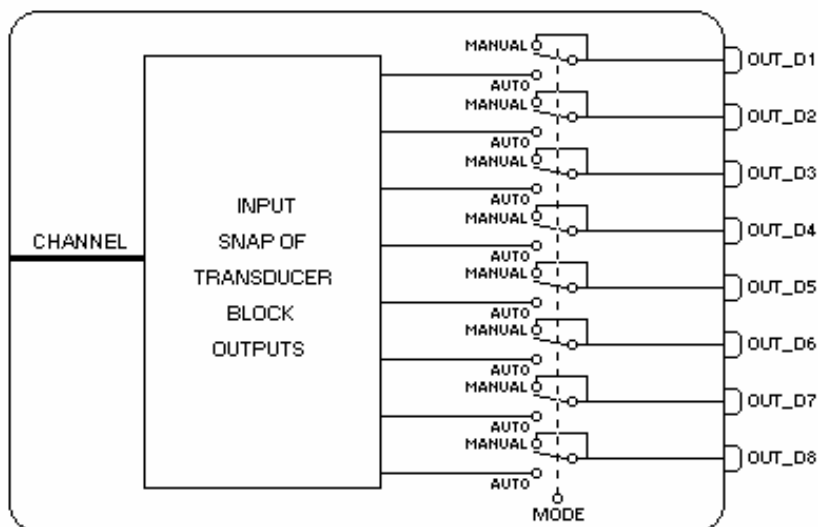 MANUAL
OUT_D1
AUTO
MANUAL
OUT_D2
AUTO
MANUAL
OUT_D3
AUTO
MANUAL
OUT_D4
AUTO
MANUAL
OUT_D5
AUTO
MANUAL
OUT_D6
AUTO
MANUAL
OUT_D7
AUTO
MANUAL
OUT_D8
AUTO
CHANNEL
INPUT
SNAP OF
TRANSDUCER
BLOCK
OUTPUTS
MODE